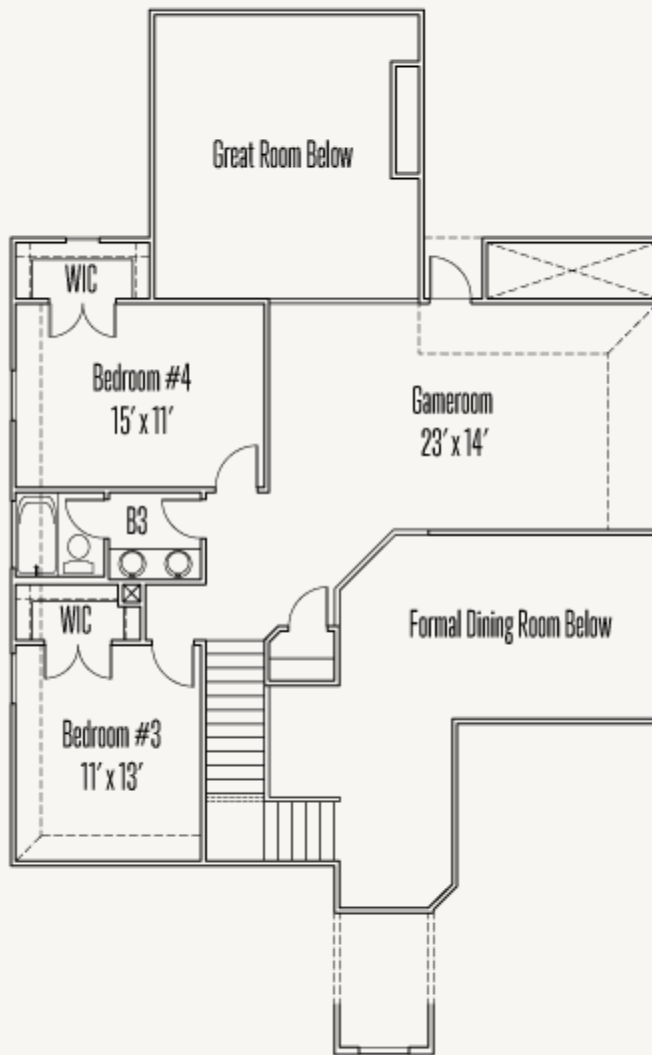 Great Room Below
WIC
Bedroom #4
15′ x 11′
Gameroom
23′ x 14′
B3
WIC
Formal Dining Room Below
Bedroom #3
11′ x 13′